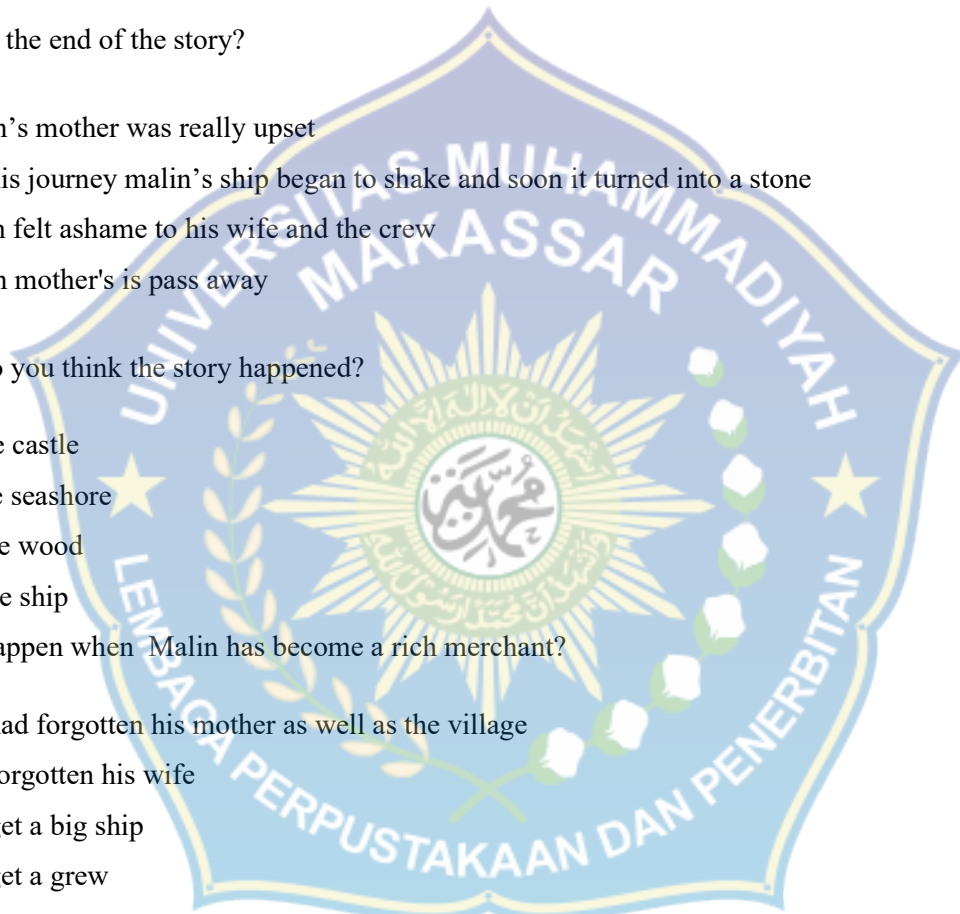 the end of the story?
n’s mother was really upset
is journey malin’s ship began to shake and soon it turned into a stone
n felt ashame to his wife and the crew
n mother's is pass away
o you think the story happened?
e castle
e seashore
e wood
e ship
appen when Malin has become a rich merchant?
ad forgotten his mother as well as the village
orgotten his wife
get a big ship
get a grew
UNIVERSITAS MUHAMMADIYAH
MAKASSAR
LEMBAGA PERPUSTAKAAN DAN PENERBITAN